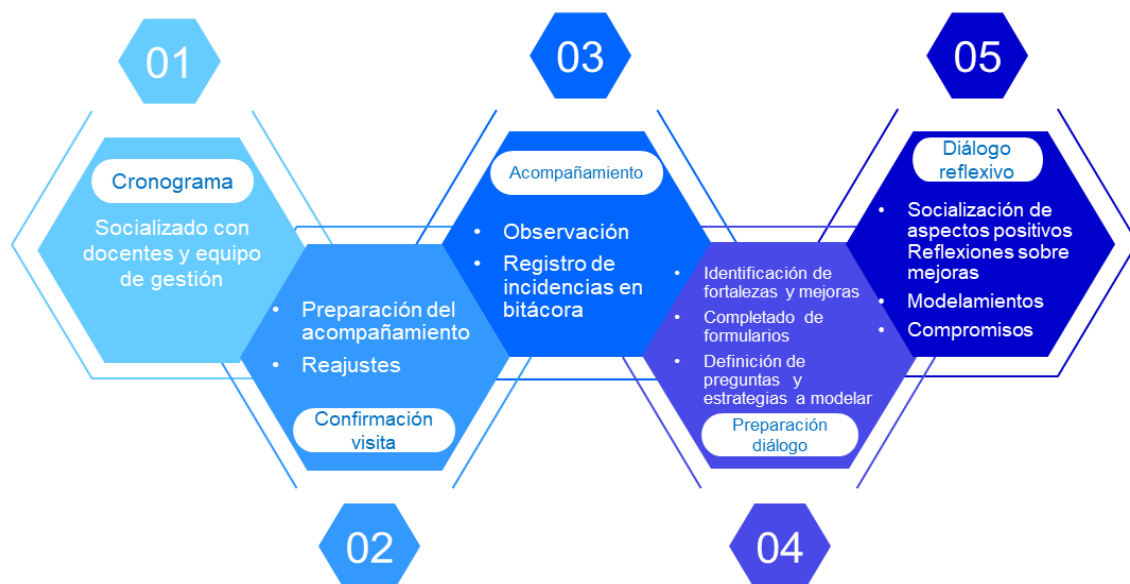 01
Cronograma
Socializado con
docentes y equipo
de gestión
• Preparación del
acompañamiento
• Reajustes
Confirmación
visita
02
03
Acompañamiento
• Observación
• Registro de
incidencias en
bitácora
• Identificación de
fortalezas y mejoras
• Completado de
formularios
• Definición de
preguntas y
estrategias a modelar
Preparación
diálogo
04
05
Diálogo
reflexivo
• Socialización de
aspectos positivos
Reflexiones sobre
mejoras
• Modelamientos
• Compromisos